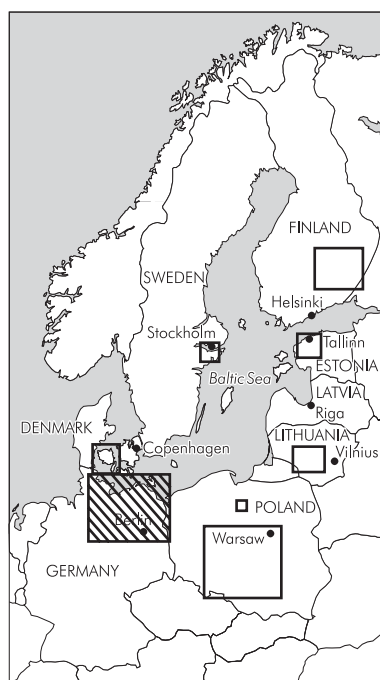 FINLAND
SWEDEN
Helsinki
Stockholm
Tallinn
ESTONIA
Baltic Sea
LATVIA
Riga
DENMARK
LITHUANIA
Copenhagen
Vilnius
POLAND
Berlin
Warsaw
GERMANY